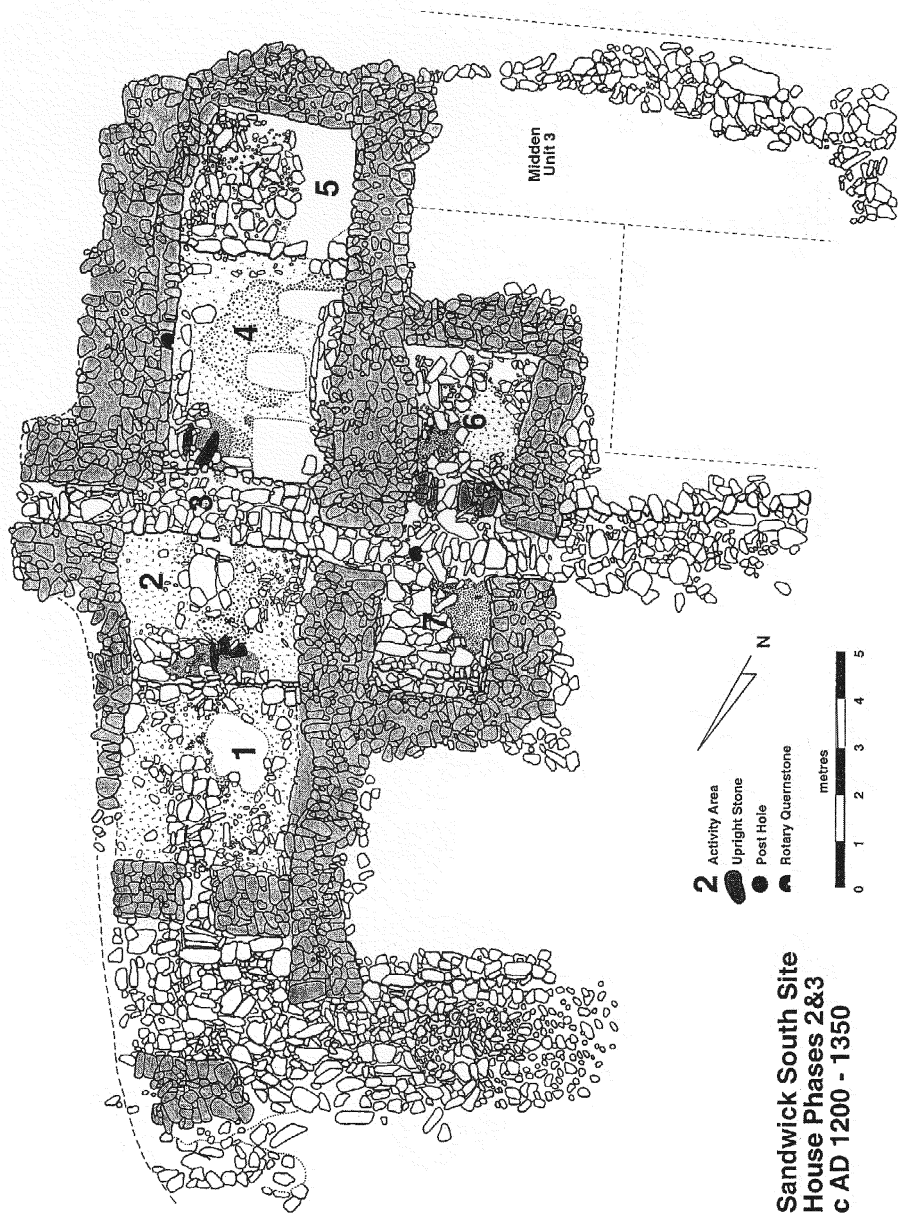 Sandwick South Site
House Phases 2&3
c AD 1200 - 1350
2 Activity Area
Upright Stone
Post Hole
Rotary Quernstone
N
0 1 2 3 4 5
metres
1
2
3
4
5
6
7
Midden
Unit 3